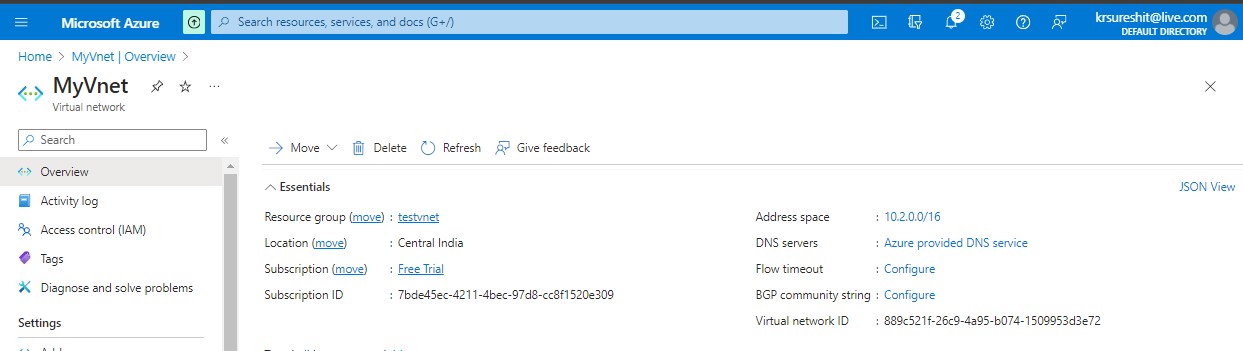 Microsoft Azure
Search resources, services, and docs (G+/)
2
krsureshit@live.com
DEFAULT DIRECTORY
Home > MyVnet | Overview >
MyVnet
Virtual network
Search
«
Move
Delete
Refresh
Give feedback
Overview
Activity log
Access control (IAM)
Tags
Diagnose and solve problems
Settings
Essentials
JSON View
Resource group (move) : testvnet
Location (move) : Central India
Subscription (move) : Free Trial
Subscription ID : 7bde45ec-4211-4bec-97d8-cc8f1520e309
Address space : 10.2.0.0/16
DNS servers : Azure provided DNS service
Flow timeout : Configure
BGP community string : Configure
Virtual network ID : 889c521f-26c9-4a95-b074-1509953d3e72